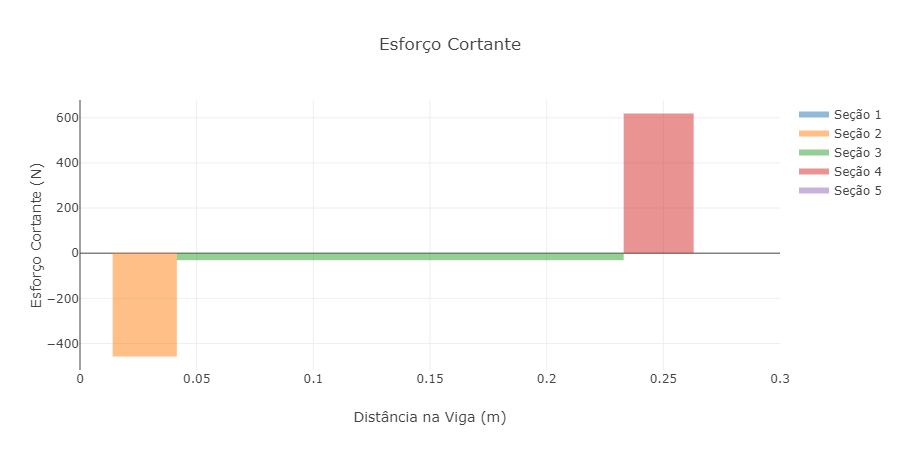 Esforço Cortante
Esforço Cortante (N)
600
400
200
0
−200
−400
0
0.05
0.1
0.15
0.2
0.25
0.3
Distância na Viga (m)
Seção 1
Seção 2
Seção 3
Seção 4
Seção 5